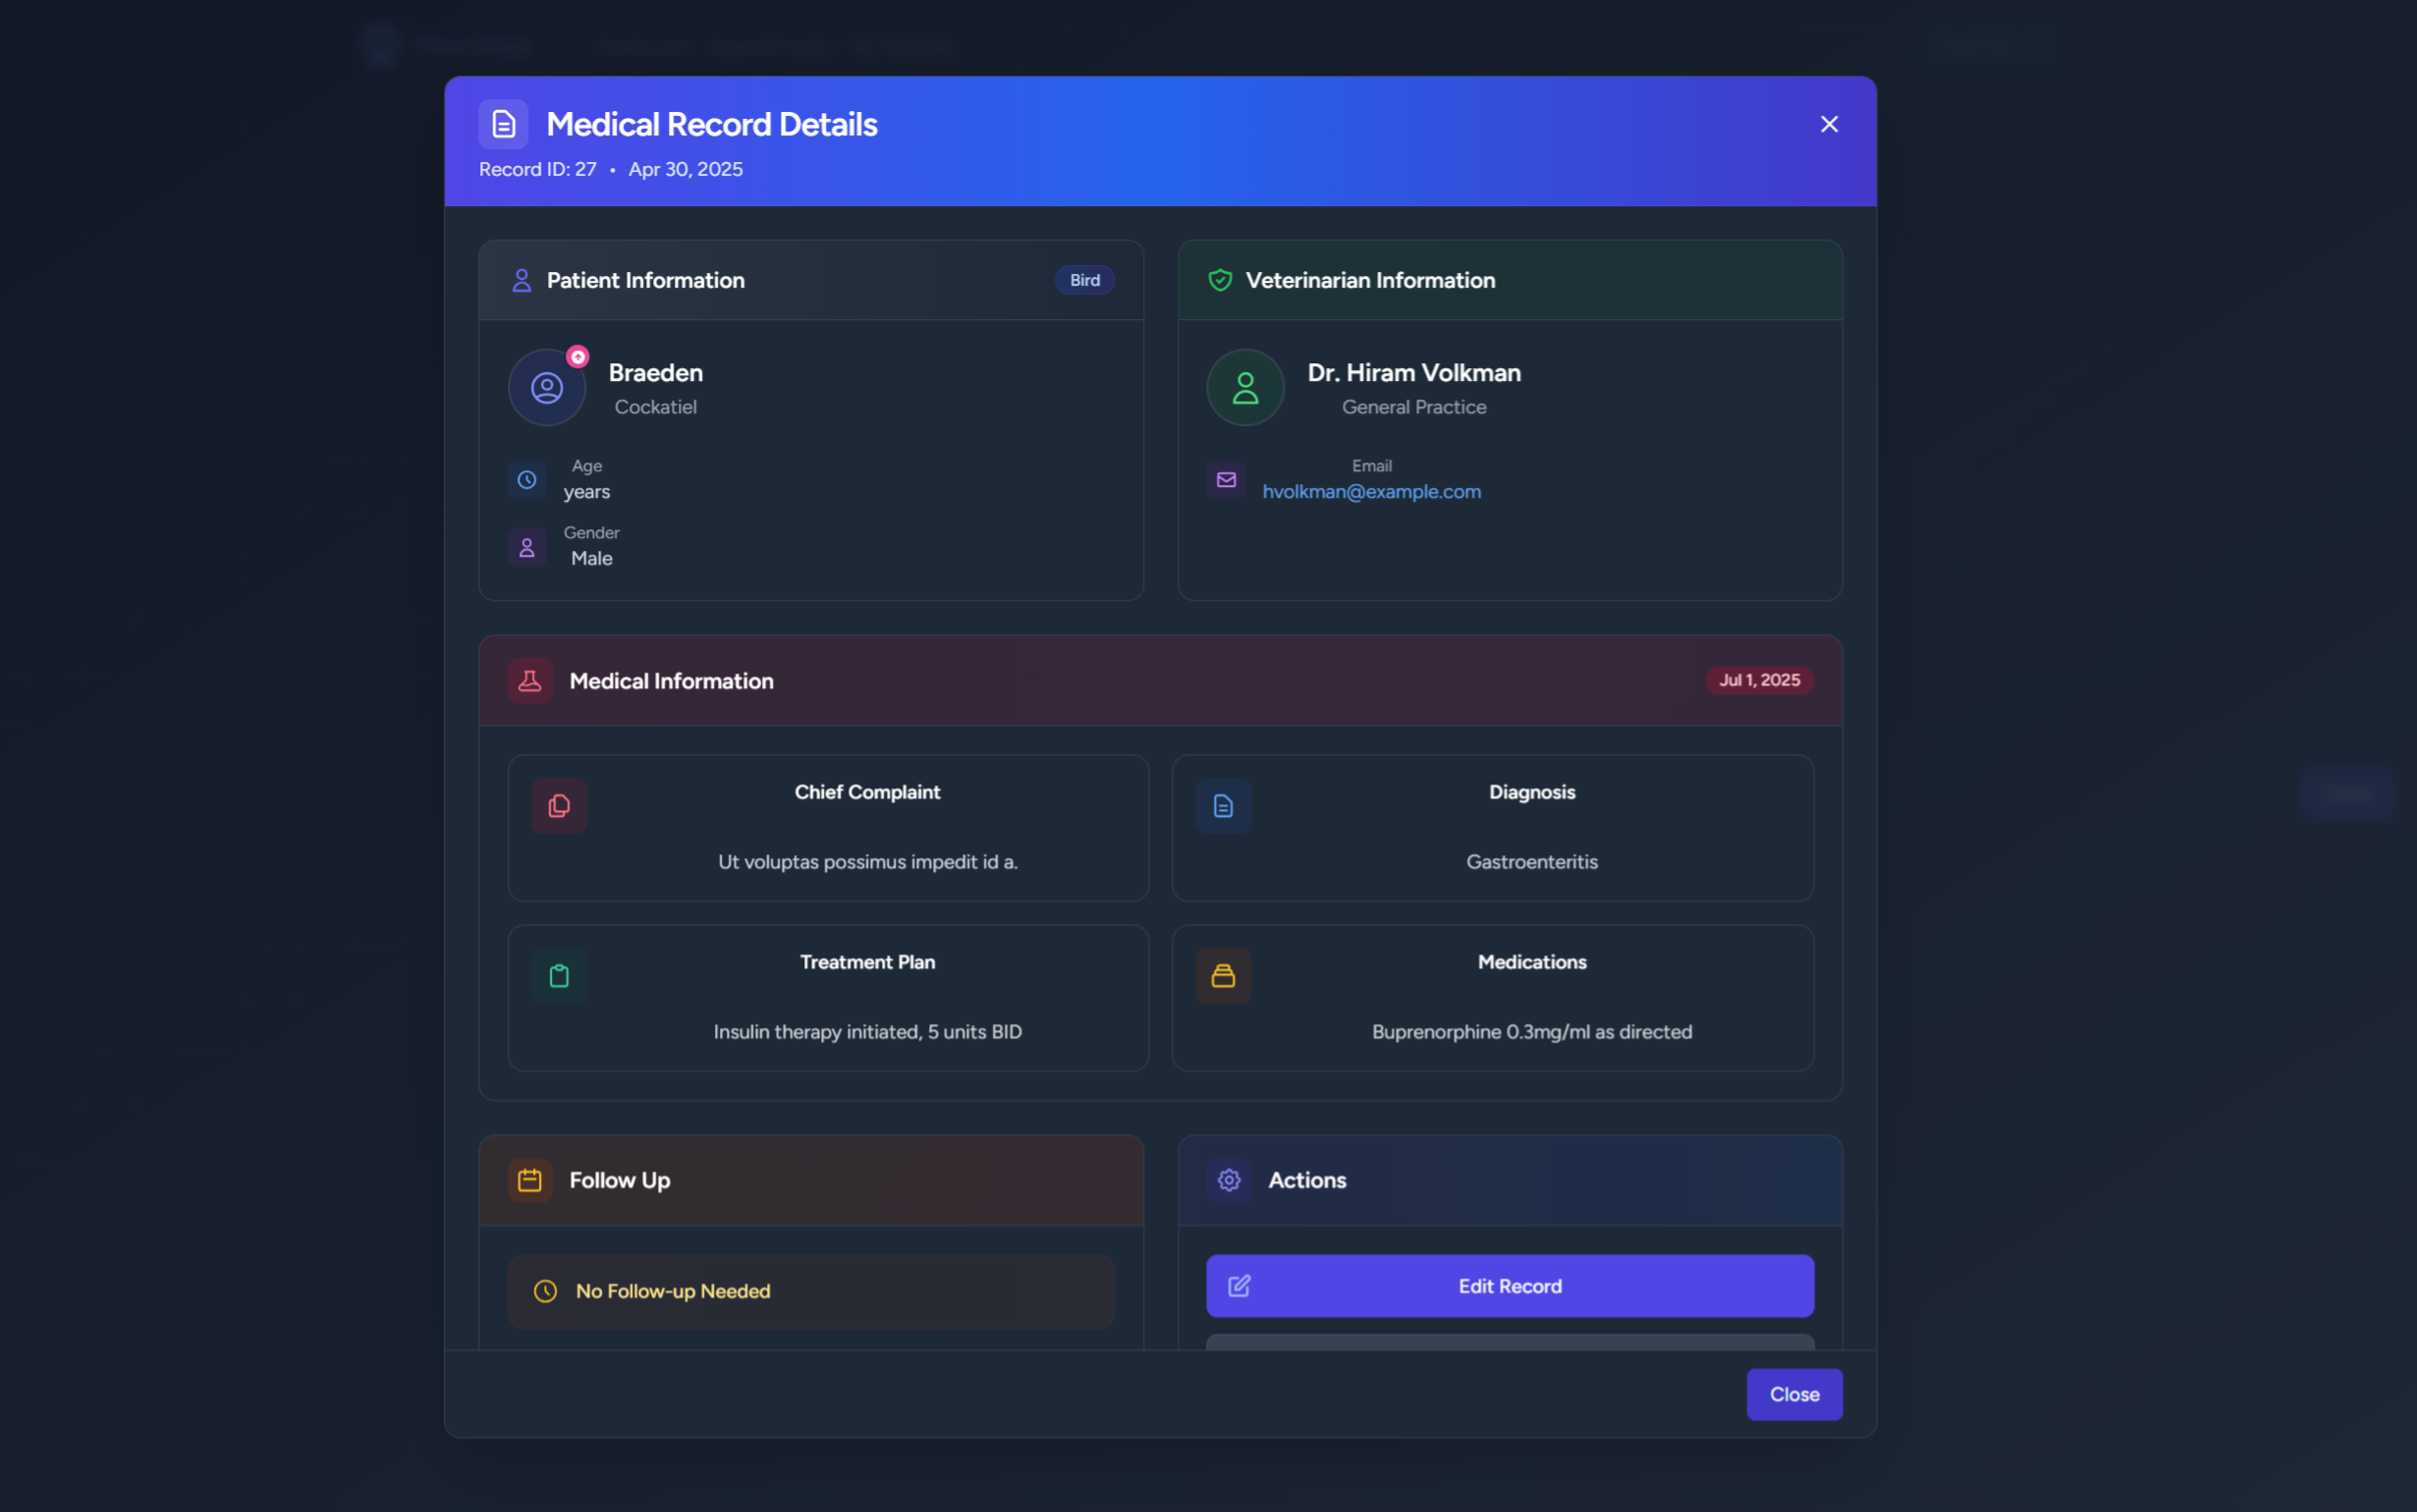 Medical Record Details
Record ID: 27 • Apr 30, 2025
Patient Information
Bird
Braeden
Cockatiel
Age
years
Gender
Male
Veterinarian Information
Dr. Hiram Volkman
General Practice
Email
hvolkman@example.com
Medical Information
Jul 1, 2025
Chief Complaint
Ut voluptas possimus impedit id a.
Diagnosis
Gastroenteritis
Treatment Plan
Insulin therapy initiated, 5 units BID
Medications
Buprenorphine 0.3mg/ml as directed
Follow Up
No Follow-up Needed
Actions
Edit Record
Close